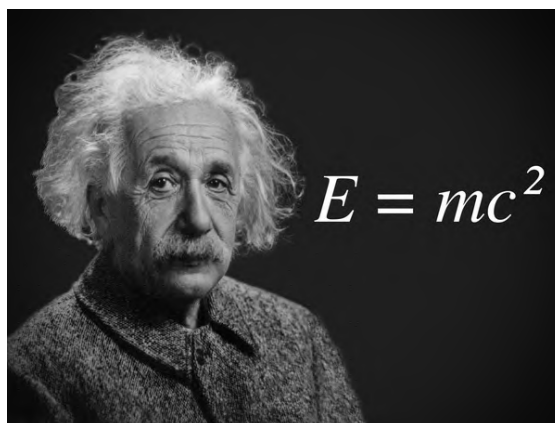 E = mc²